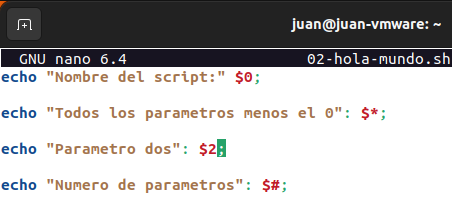 juan@juan-vmware: ~
GNU nano 6.4 02-hola-mundo.sh
echo "Nombre del script:" $0;
echo "Todos los parametros menos el 0": $*;
echo "Parametro dos": $2;
echo "Numero de parametros": $#;